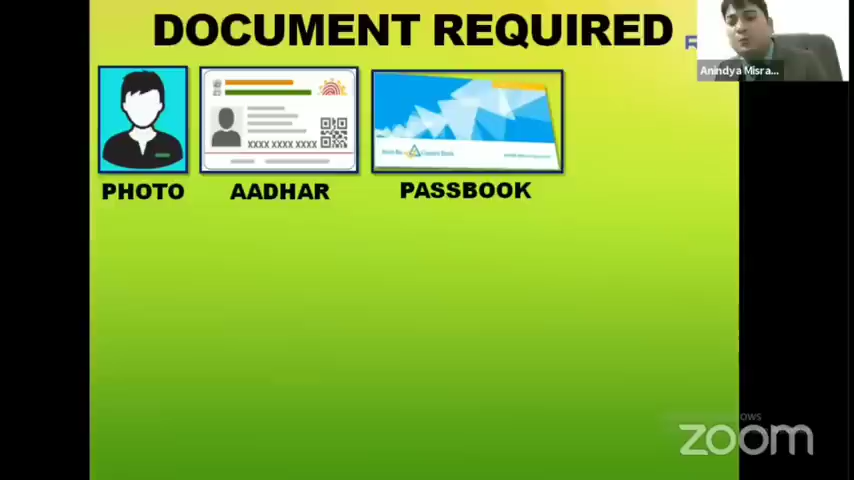 DOCUMENT REQUIRED
Anindya Misra...
XXXX XXXX XXXX
PHOTO
AADHAR
PASSBOOK
zoom